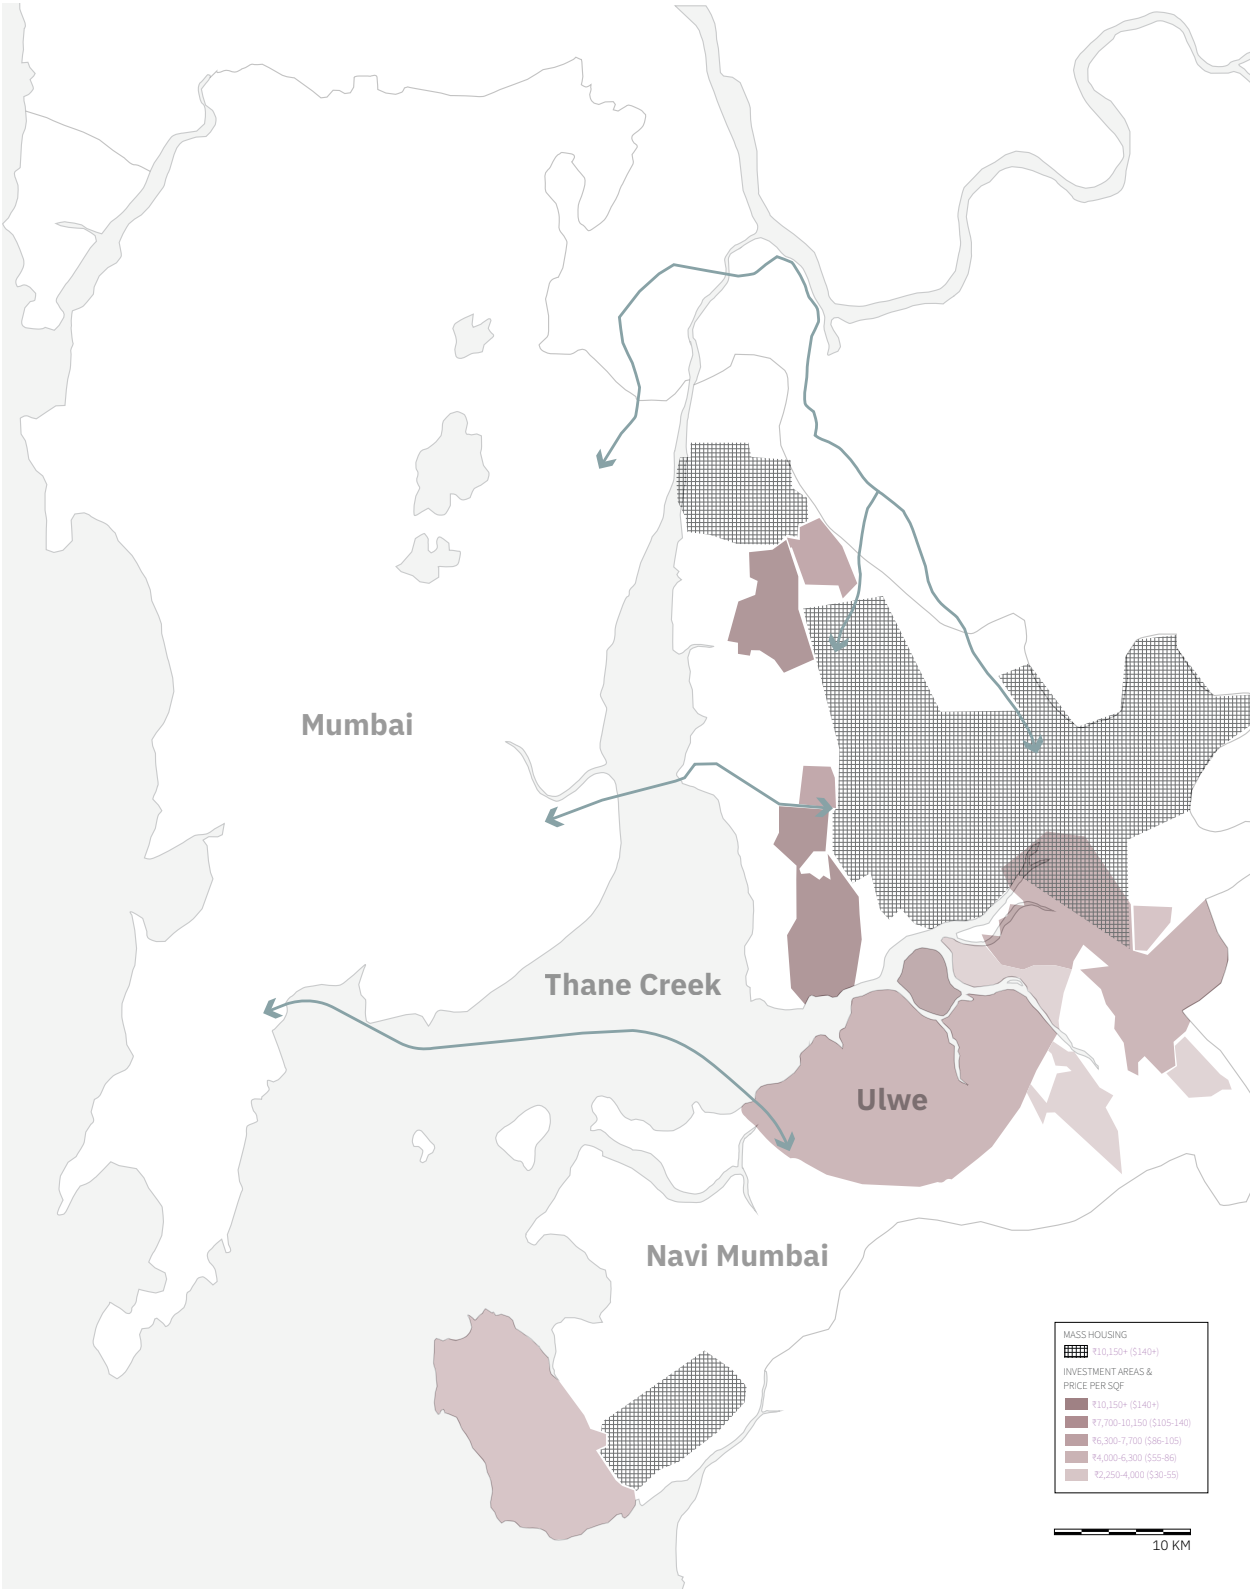 Mumbai
Thane Creek
Ulwe
Navi Mumbai
MASS HOUSING
₹10,150+ ($140+)
INVESTMENT AREAS &
PRICE PER SQF
₹10,150+ ($140+)
₹7,700-10,150 ($105-140)
₹6,300-7,700 ($86-105)
₹4,000-6,300 ($55-86)
₹2,250-4,000 ($30-55)
10 KM